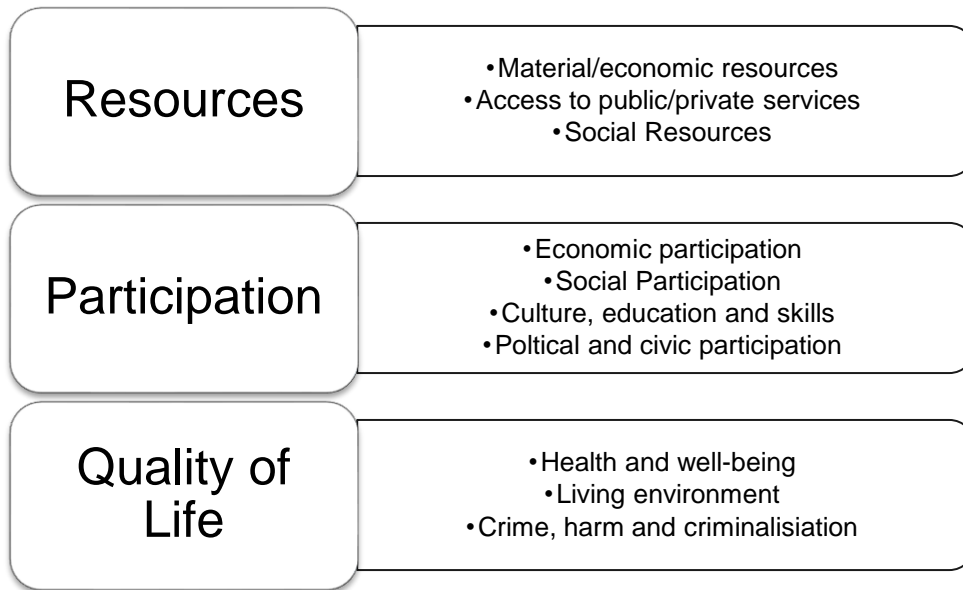 Resources
•Material/economic resources
•Access to public/private services
•Social Resources
Participation
•Economic participation
•Social Participation
•Culture, education and skills
•Poltical and civic participation
Quality of
Life
•Health and well-being
•Living environment
•Crime, harm and criminalisiation